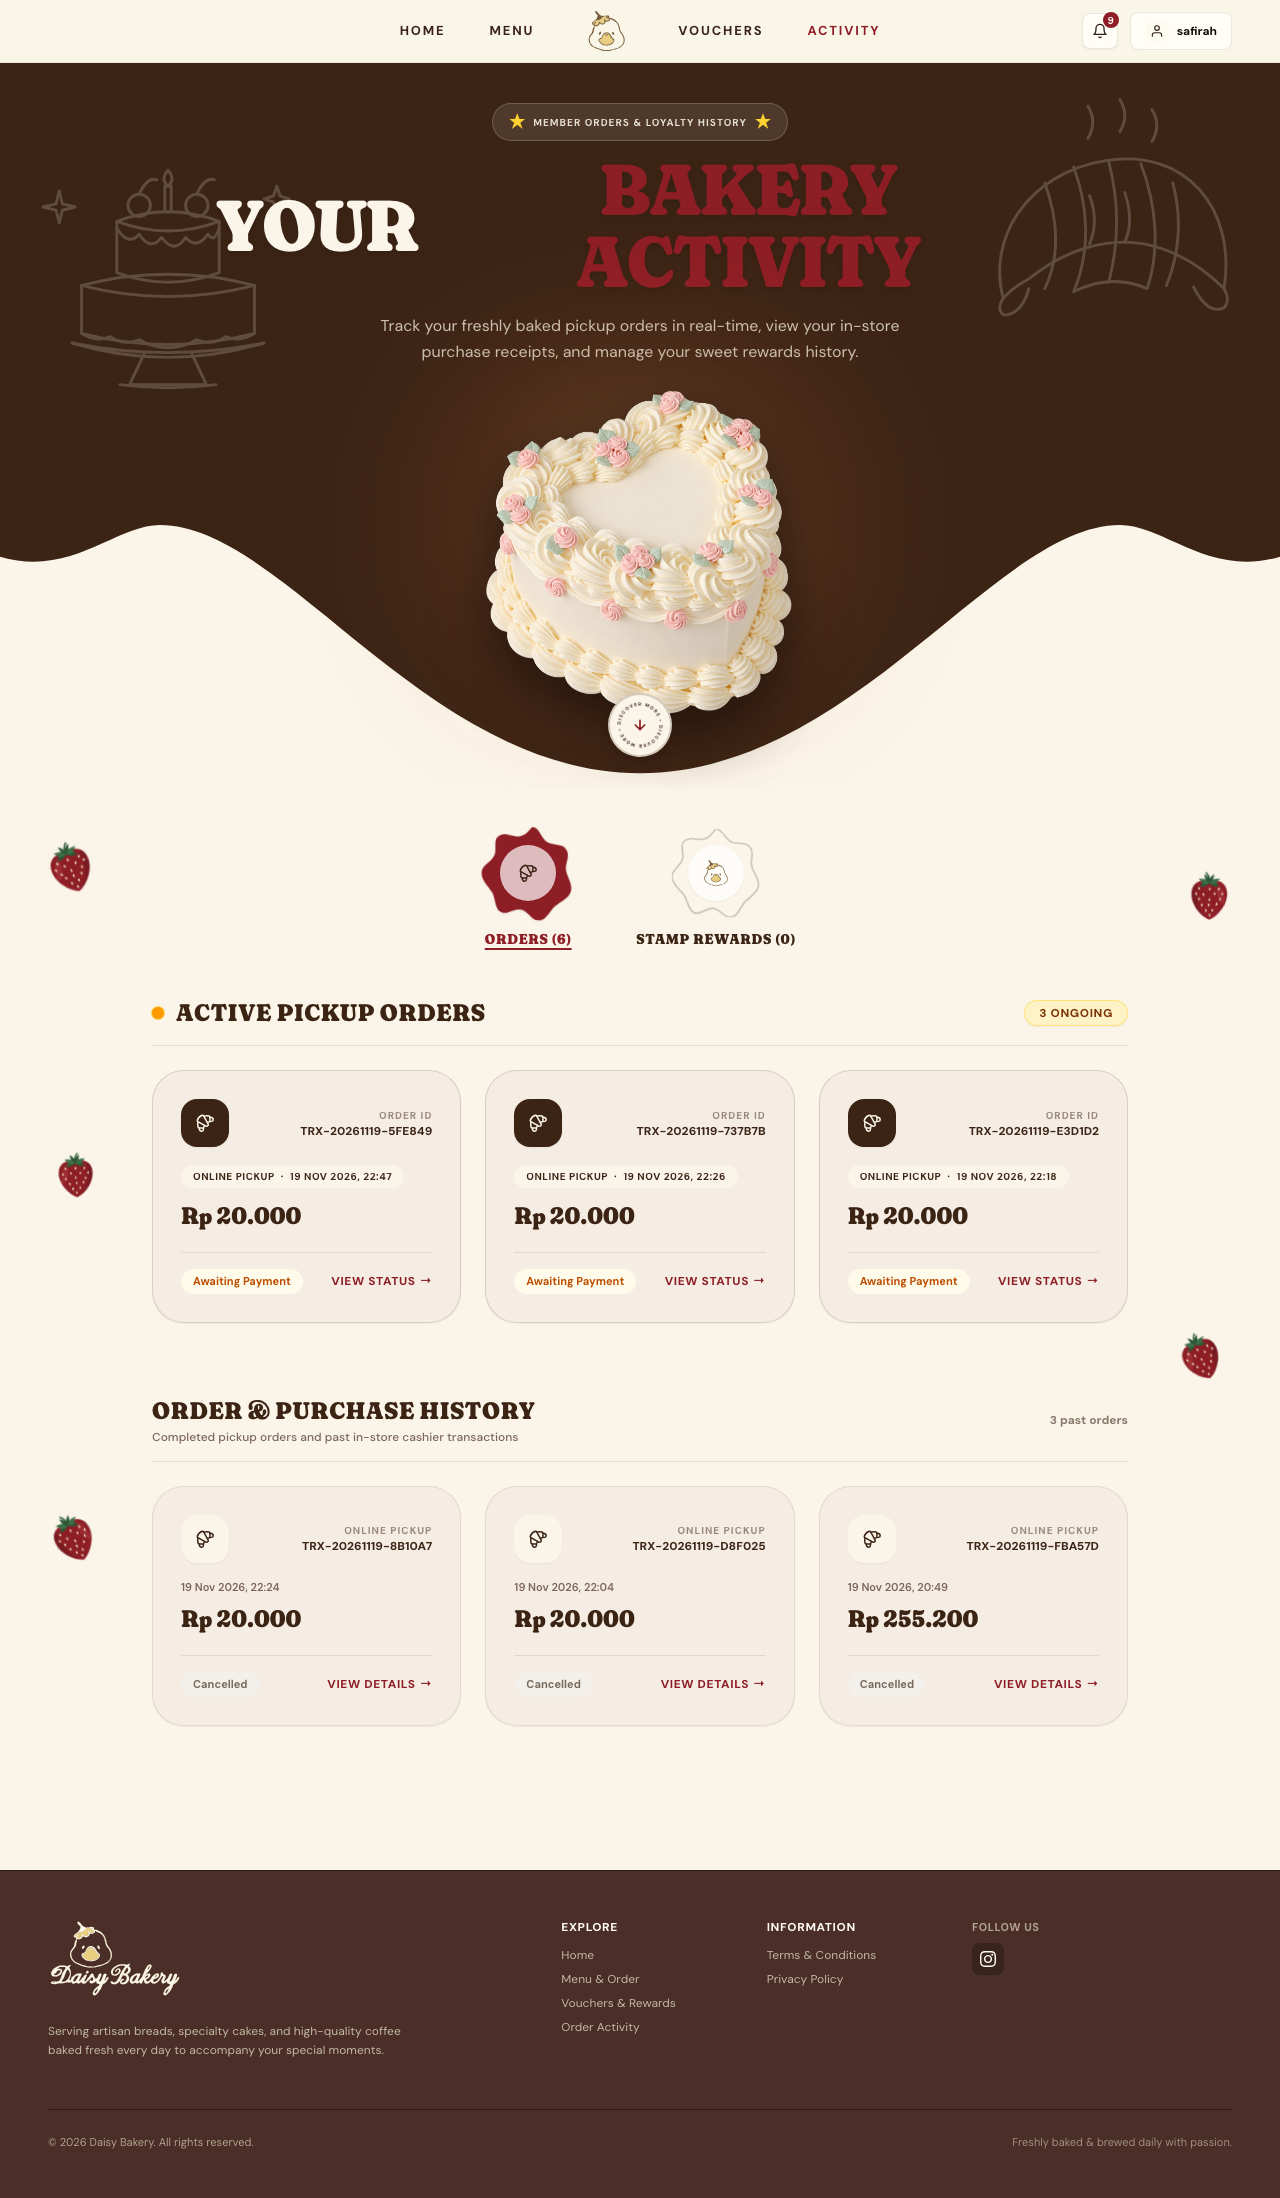 HOME MENU VOUCHERS ACTIVITY 9 safirah
MEMBER ORDERS & LOYALTY HISTORY
YOUR BAKERY
ACTIVITY
Track your freshly baked pickup orders in real-time, view your in-store
purchase receipts, and manage your sweet rewards history.
DISCOVER MORE • DISCOVER MORE •
ORDERS (6) STAMP REWARDS (0)
ACTIVE PICKUP ORDERS 3 ONGOING
ORDER ID
TRX-20261119-5FE849
ONLINE PICKUP · 19 NOV 2026, 22:47
Rp 20.000
Awaiting Payment VIEW STATUS →
ORDER ID
TRX-20261119-737B7B
ONLINE PICKUP · 19 NOV 2026, 22:26
Rp 20.000
Awaiting Payment VIEW STATUS →
ORDER ID
TRX-20261119-E3D1D2
ONLINE PICKUP · 19 NOV 2026, 22:18
Rp 20.000
Awaiting Payment VIEW STATUS →
ORDER & PURCHASE HISTORY
Completed pickup orders and past in-store cashier transactions
3 past orders
ONLINE PICKUP
TRX-20261119-8B10A7
19 Nov 2026, 22:24
Rp 20.000
Cancelled VIEW DETAILS →
ONLINE PICKUP
TRX-20261119-D8F025
19 Nov 2026, 22:04
Rp 20.000
Cancelled VIEW DETAILS →
ONLINE PICKUP
TRX-20261119-FBA57D
19 Nov 2026, 20:49
Rp 255.200
Cancelled VIEW DETAILS →
Daisy Bakery
Serving artisan breads, specialty cakes, and high-quality coffee
baked fresh every day to accompany your special moments.
EXPLORE
Home
Menu & Order
Vouchers & Rewards
Order Activity
INFORMATION
Terms & Conditions
Privacy Policy
FOLLOW US
© 2026 Daisy Bakery. All rights reserved.
Freshly baked & brewed daily with passion.